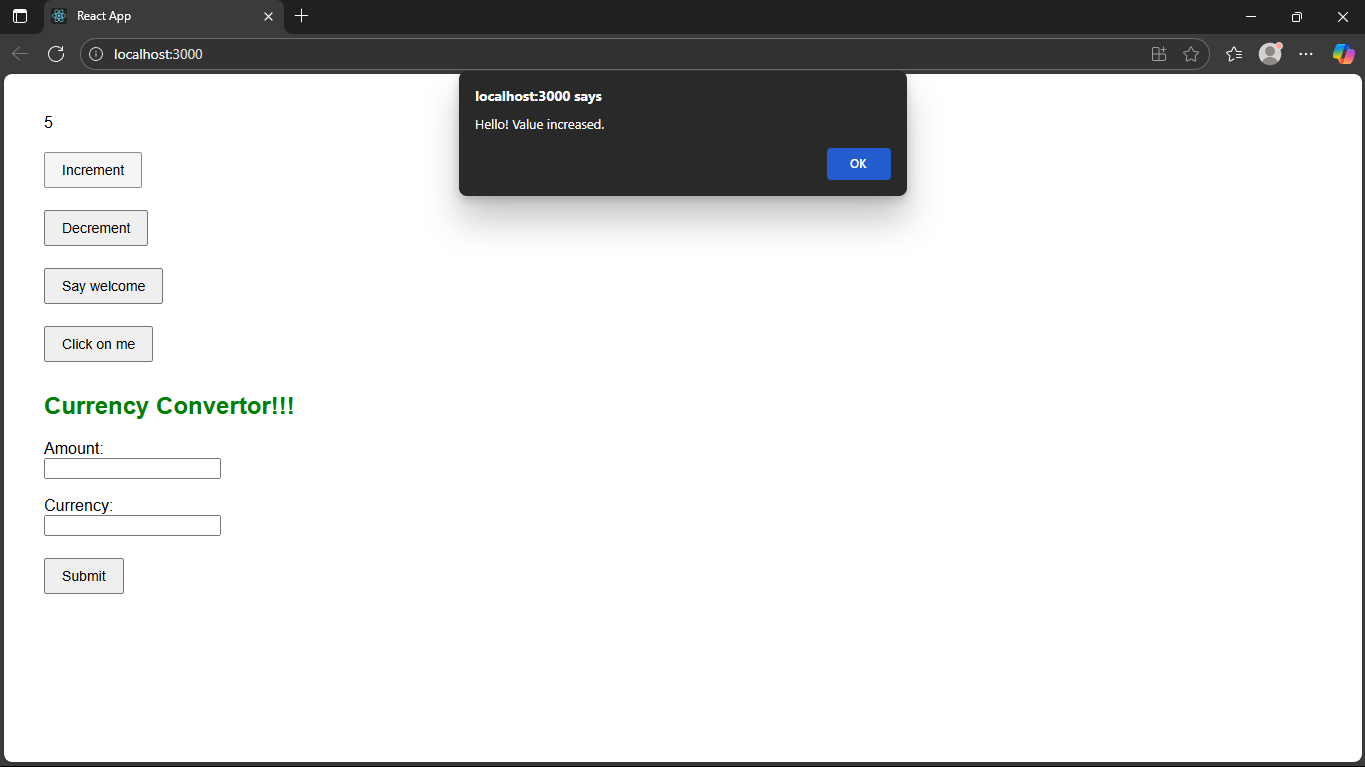 React App
localhost:3000
localhost:3000 says
Hello! Value increased.
OK
5
Increment
Decrement
Say welcome
Click on me
Currency Convertor!!!
Amount:
Currency:
Submit